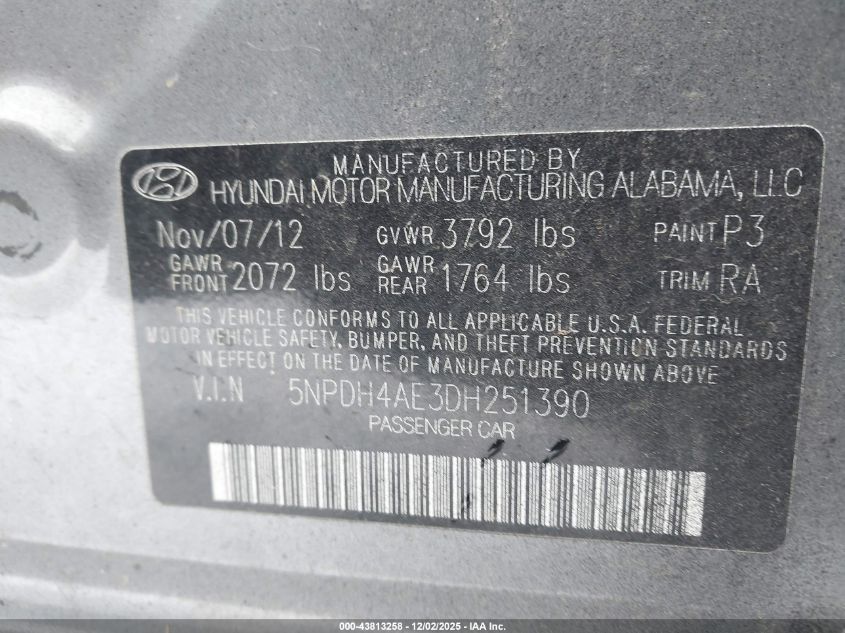 MANUFACTURED BY
HYUNDAI MOTOR MANUFACTURING ALABAMA, LLC
Nov/07/12 GVWR 3792 lbs PAINT P3
GAWR FRONT 2072 lbs GAWR REAR 1764 lbs TRIM RA
THIS VEHICLE CONFORMS TO ALL APPLICABLE U.S.A. FEDERAL
MOTOR VEHICLE SAFETY, BUMPER, AND THEFT PREVENTION STANDARDS
IN EFFECT ON THE DATE OF MANUFACTURE SHOWN ABOVE.
V.I.N 5NPDH4AE3DH251390
PASSENGER CAR
000-43813258 - 12/02/2025 - IAA Inc.